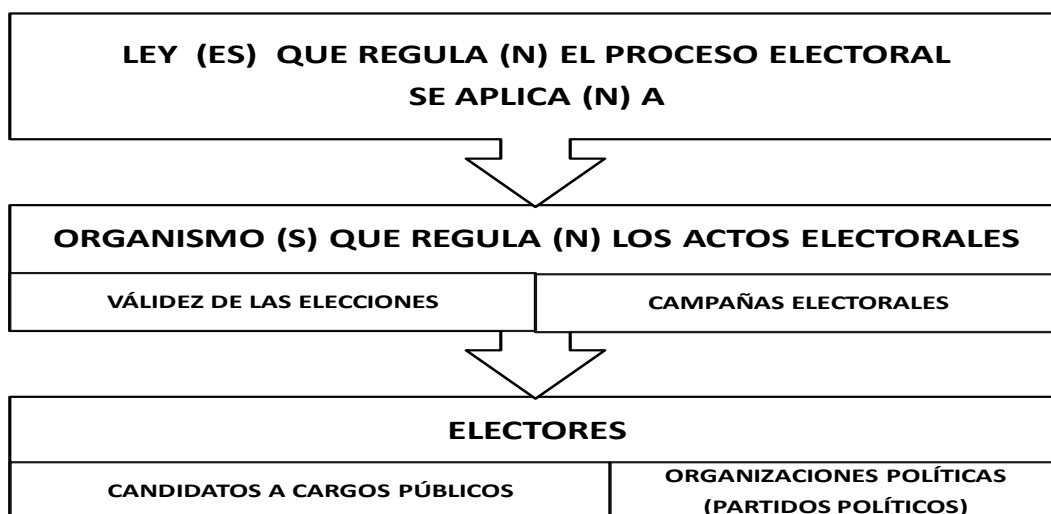 LEY (ES) QUE REGULA (N) EL PROCESO ELECTORAL
SE APLICA (N) A
ORGANISMO (S) QUE REGULA (N) LOS ACTOS ELECTORALES
VÁLIDEZ DE LAS ELECCIONES
CAMPAÑAS ELECTORALES
ELECTORES
CANDIDATOS A CARGOS PÚBLICOS
ORGANIZACIONES POLÍTICAS
(PARTIDOS POLÍTICOS)